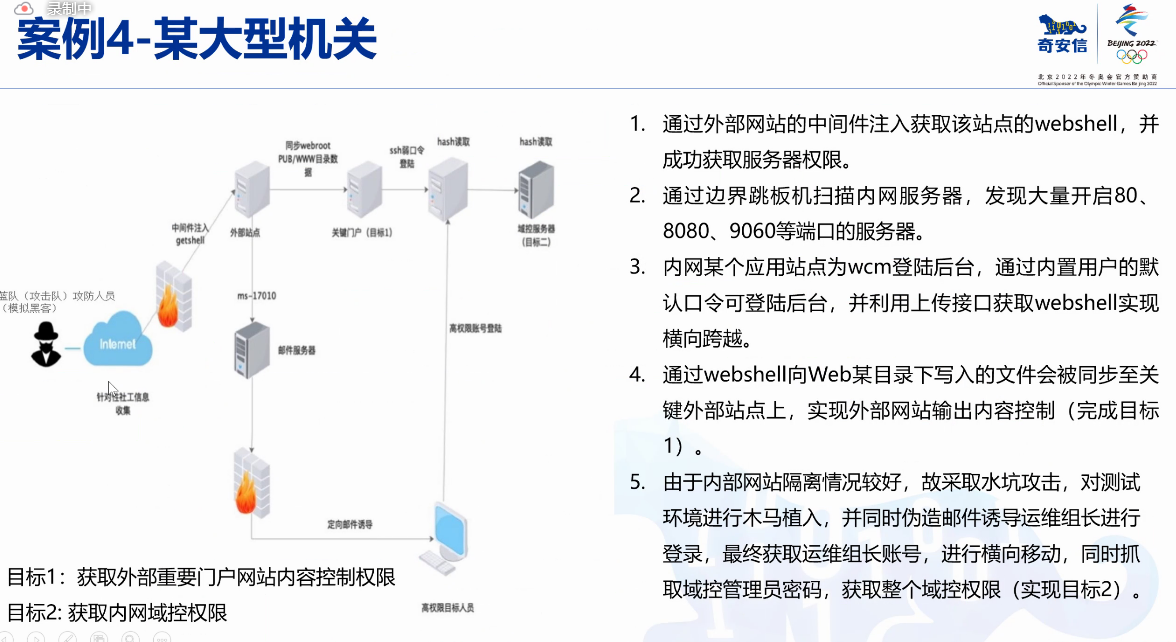 录制中
案例4-某大型机关
奇安信
BEIJING 2022
北京2022年冬奥会官方赞助商
Official Sponsor of the Olympic Winter Games Beijing 2022
同步webroot
PUB/WWW目录数
据
ssh弱口令
登陆
hash读取
hash读取
中间件注入
getshell
外部站点
关键门户（目标1）
域控服务器
（目标二）
蓝队（攻击队）攻防人员
（模拟黑客）
Internet
针对性社工信息
收集
ms-17010
邮件服务器
高权限账号登陆
定向邮件诱导
高权限目标人员
目标1：获取外部重要门户网站内容控制权限
目标2: 获取内网域控权限
1. 通过外部网站的中间件注入获取该站点的webshell，并
成功获取服务器权限。
2. 通过边界跳板机扫描内网服务器，发现大量开启80、
8080、9060等端口的服务器。
3. 内网某个应用站点为wcm登陆后台，通过内置用户的默
认口令可登陆后台，并利用上传接口获取webshell实现
横向跨越。
4. 通过webshell向Web某目录下写入的文件会被同步至关
键外部站点上，实现外部网站输出内容控制（完成目标
1）。
5. 由于内部网站隔离情况较好，故采取水坑攻击，对测试
环境进行木马植入，并同时伪造邮件诱导运维组长进行
登录，最终获取运维组长账号，进行横向移动，同时抓
取域控管理员密码，获取整个域控权限（实现目标2）。